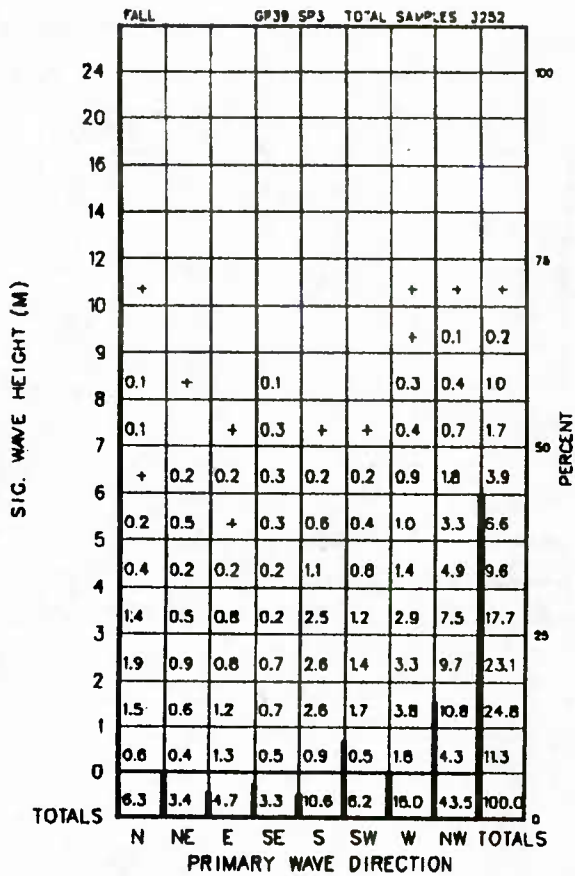 FALL GP39 SP3 TOTAL SAMPLES 3252
24 100
20
16
14
12 75
+ + + +
10
+ 0.1 0.2
9
0.1 + 0.1 0.3 0.4 1.0
8
0.1 + 0.3 + + 0.4 0.7 1.7
7 50
+ 0.2 0.2 0.3 0.2 0.2 0.9 1.8 3.9
6
0.2 0.5 + 0.3 0.6 0.4 1.0 3.3 6.6
5
0.4 0.2 0.2 0.2 1.1 0.8 1.4 4.9 9.6
4
1.4 0.5 0.8 0.2 2.5 1.2 2.9 7.5 17.7
3 25
1.9 0.9 0.8 0.7 2.6 1.4 3.3 9.7 23.1
2
1.5 0.6 1.2 0.7 2.6 1.7 3.8 10.8 24.8
1
0.6 0.4 1.3 0.5 0.9 0.5 1.8 4.3 11.3
0
TOTALS 6.3 3.4 4.7 3.3 10.6 6.2 16.0 43.5 100.0 0
N NE E SE S SW W NW TOTALS
PRIMARY WAVE DIRECTION
SIG. WAVE HEIGHT (M)
PERCENT